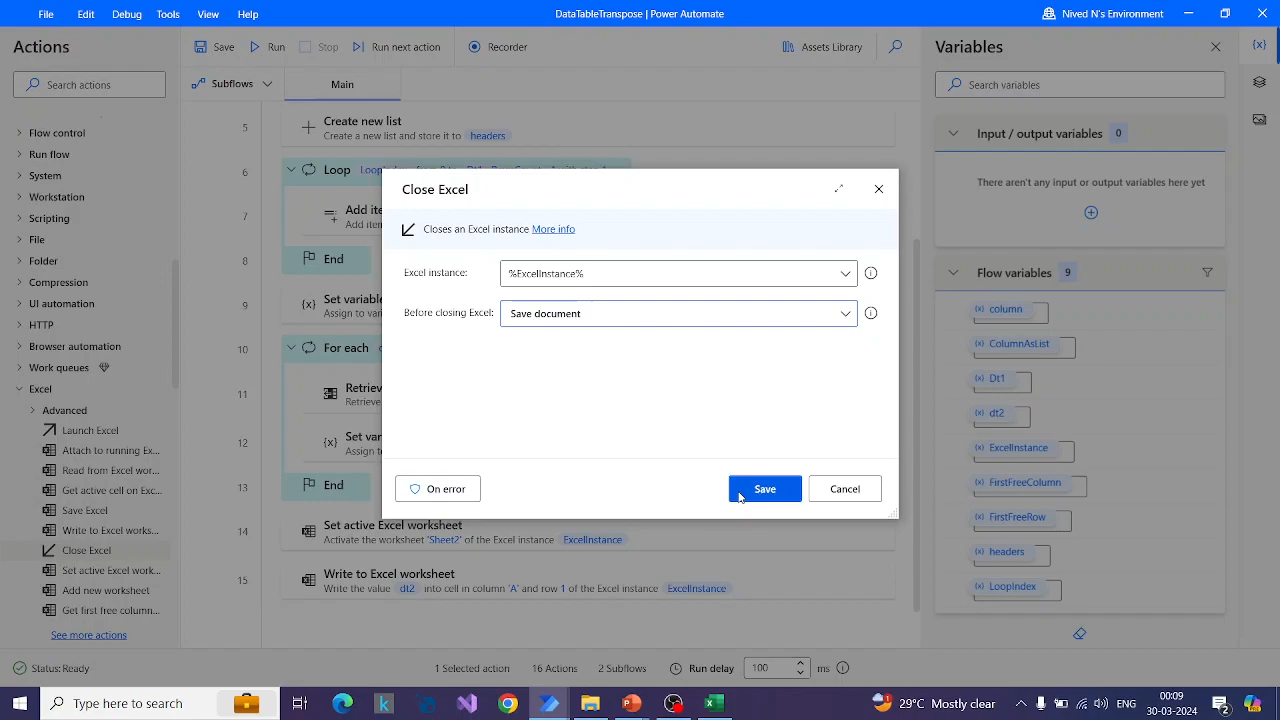 File
Edit
Debug
Tools
View
Help
DataTableTranspose | Power Automate
Nived N's Environment
Actions
Search actions
Flow control
Run flow
System
Workstation
Scripting
File
Folder
Compression
UI automation
HTTP
Browser automation
Work queues
Excel
Advanced
Launch Excel
Attach to running Ex...
Read from Excel wor...
Get active cell on Exc...
Save Excel
Write to Excel works...
Close Excel
Set active Excel work...
Add new worksheet
Get first free column...
See more actions
Save
Run
Stop
Run next action
Recorder
Assets Library
Subflows
Main
5
Create new list
Create a new list and store it to headers
6
Loop
7
Add ite
Add item
8
End
9
Set variable
Assign to var
10
For each
11
Retrie
Retrieve
12
Set va
Assign t
13
End
14
Set active Excel worksheet
Activate the worksheet 'Sheet2' of the Excel instance ExcelInstance
15
Write to Excel worksheet
Write the value dt2 into cell in column 'A' and row 1 of the Excel instance ExcelInstance
Close Excel
Closes an Excel instance More info
Excel instance: %ExcelInstance%
Before closing Excel: Save document
On error
Save
Cancel
Variables
Search variables
Input / output variables 0
There aren't any input or output variables here yet
Flow variables 9
column
ColumnAsList
Dt1
dt2
ExcelInstance
FirstFreeColumn
FirstFreeRow
headers
LoopIndex
Status: Ready
1 Selected action
16 Actions
2 Subflows
Run delay
100
ms
Type here to search
29°C Mostly clear
ENG
00:09
30-03-2024
2